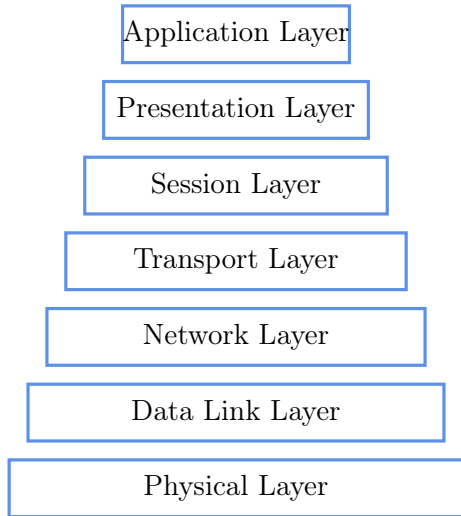 Application Layer
Presentation Layer
Session Layer
Transport Layer
Network Layer
Data Link Layer
Physical Layer